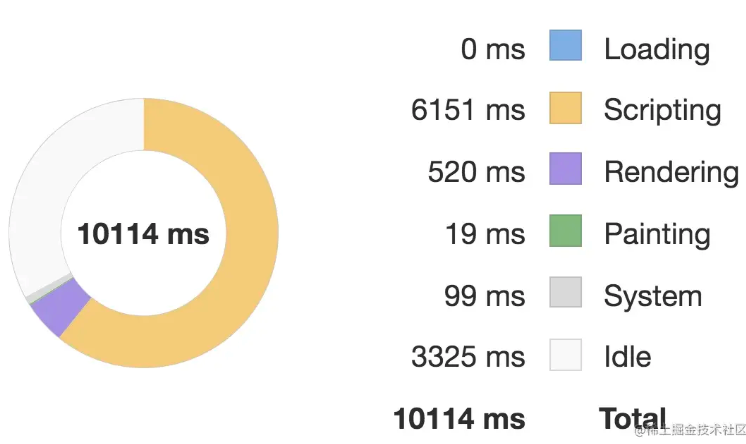 10114 ms
0 ms Loading
6151 ms Scripting
520 ms Rendering
19 ms Painting
99 ms System
3325 ms Idle
10114 ms Total
@稀土掘金技术社区